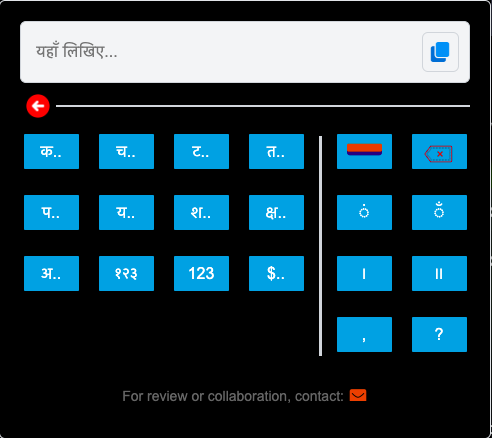 यहाँ लिखिए...
क.. च.. ट.. त..
प.. य.. श.. क्ष.. ं ँ
अ.. १२३ 123 $.. । ॥
, ?
For review or collaboration, contact: